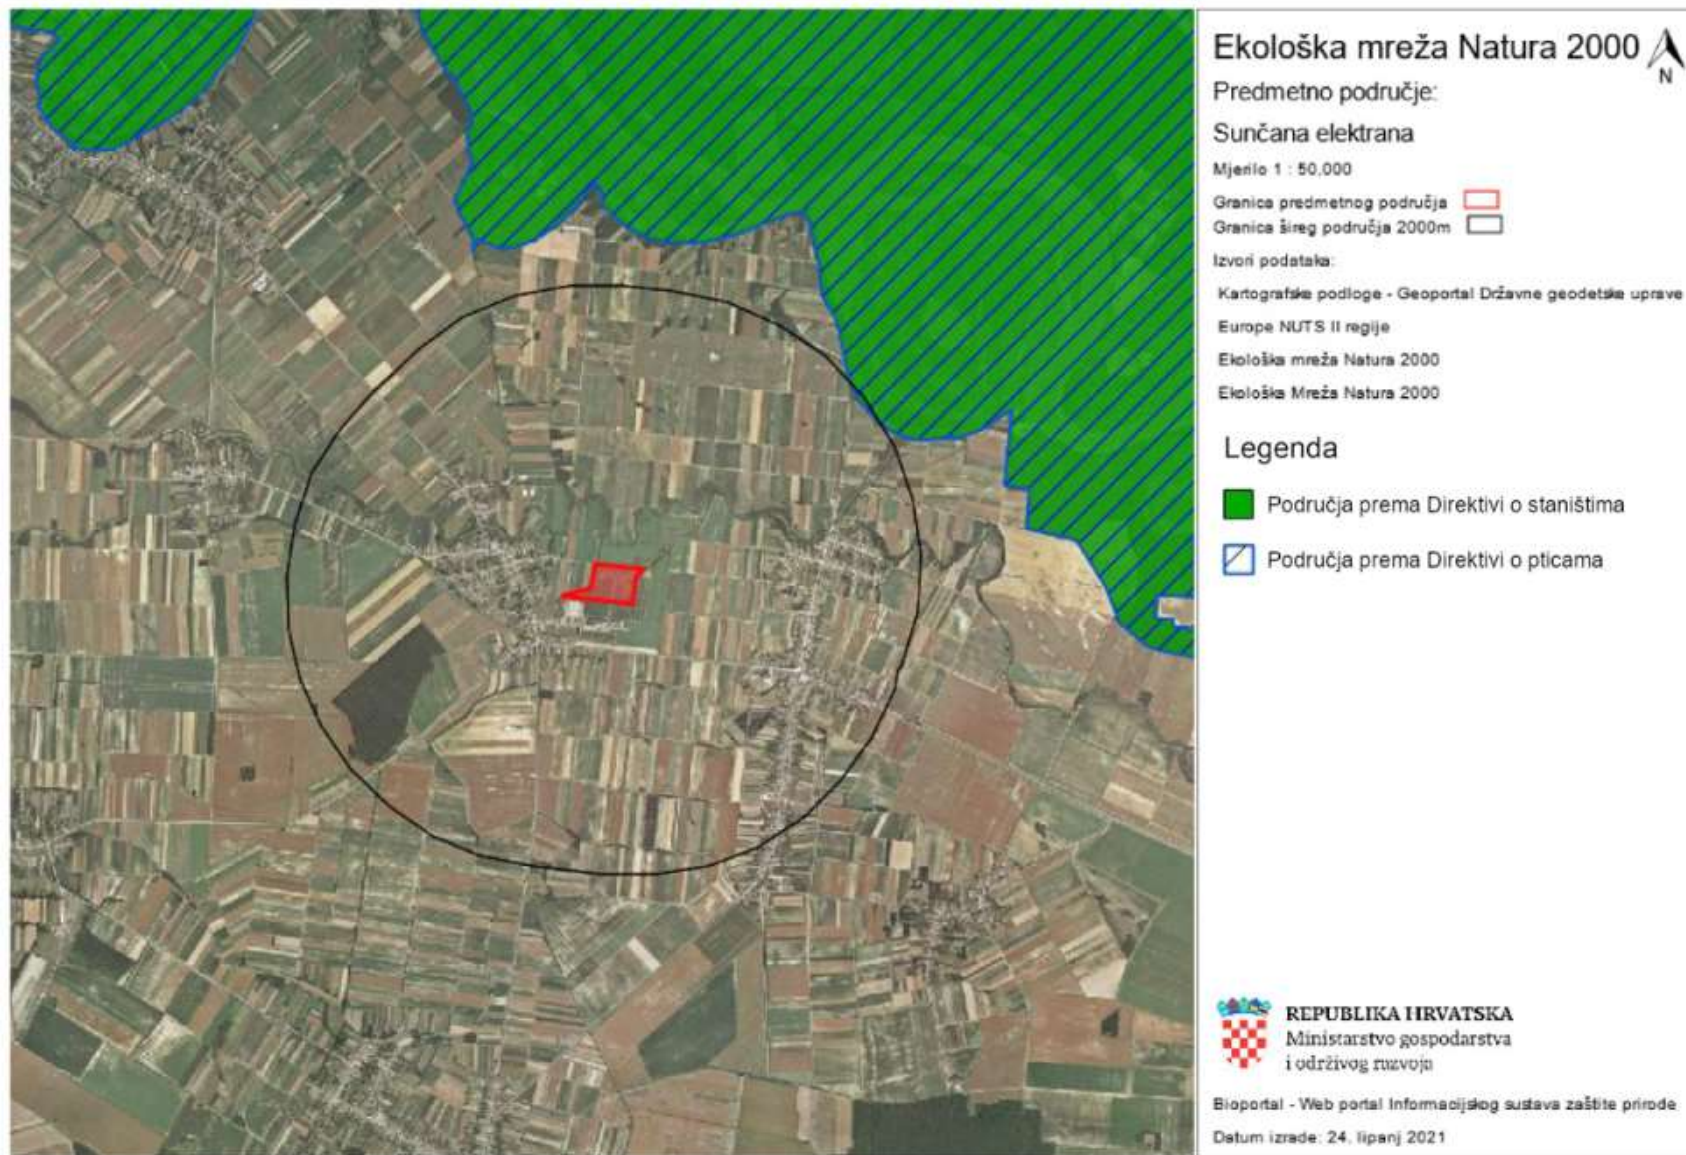 Ekološka mreža Natura 2000
N
Predmetno područje:
Sunčana elektrana
Mjerilo 1 : 50,000
Granica predmetnog područja
Granica šireg područja 2000m
Izvori podataka:
Kartografske podloge - Geoportal Državne geodetske uprave
Europe NUTS II regije
Ekološka mreža Natura 2000
Ekološka Mreža Natura 2000
Legenda
Područja prema Direktivi o staništima
Područja prema Direktivi o pticama
REPUBLIKA HRVATSKA
Ministarstvo gospodarstva
i održivog razvoja
Bioportal - Web portal Informacijskog sustava zaštite prirode
Datum izrade: 24. lipanj 2021